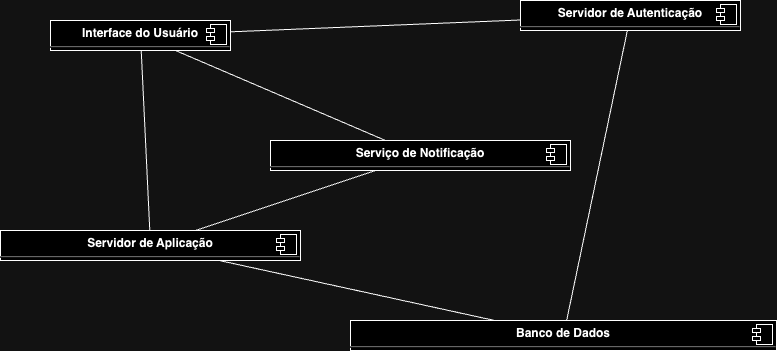 Interface do Usuário
Servidor de Autenticação
Serviço de Notificação
Servidor de Aplicação
Banco de Dados